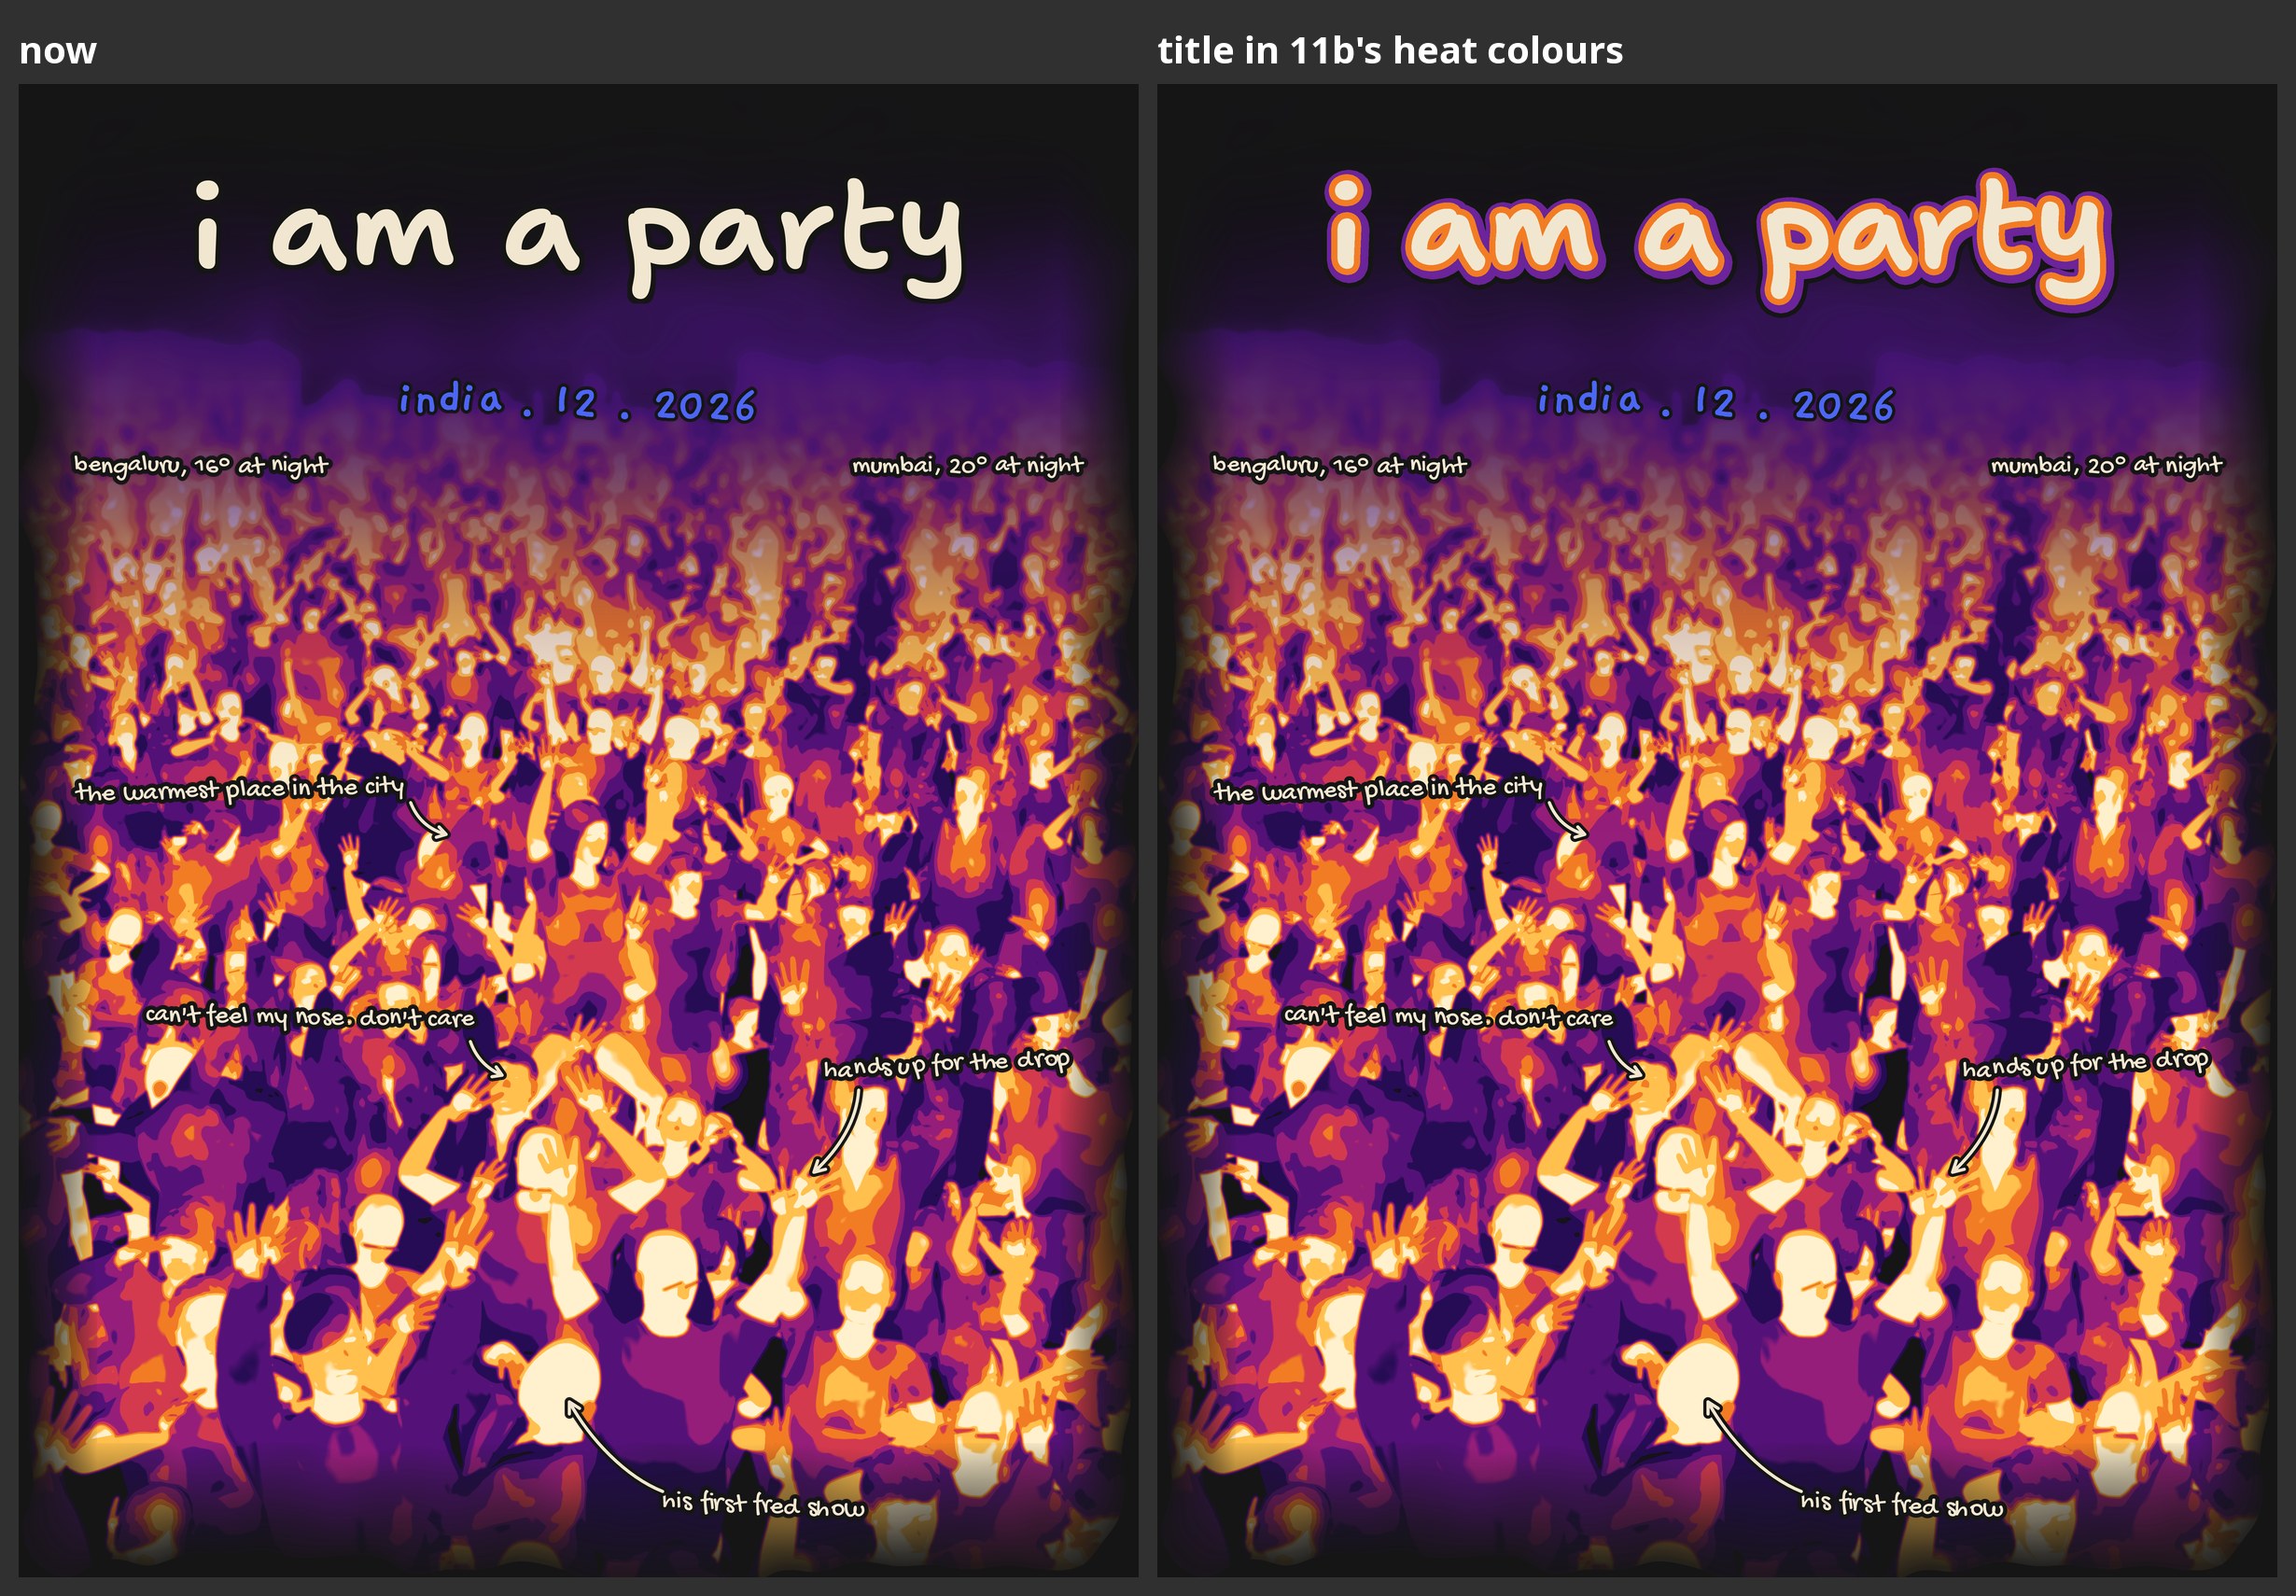 now
i am a party
india . 12 . 2026
bengaluru, 16° at night
mumbai, 20° at night
the warmest place in the city
can't feel my nose. don't care
hands up for the drop
his first fred show
title in 11b's heat colours
i am a party
india . 12 . 2026
bengaluru, 16° at night
mumbai, 20° at night
the warmest place in the city
can't feel my nose. don't care
hands up for the drop
his first fred show